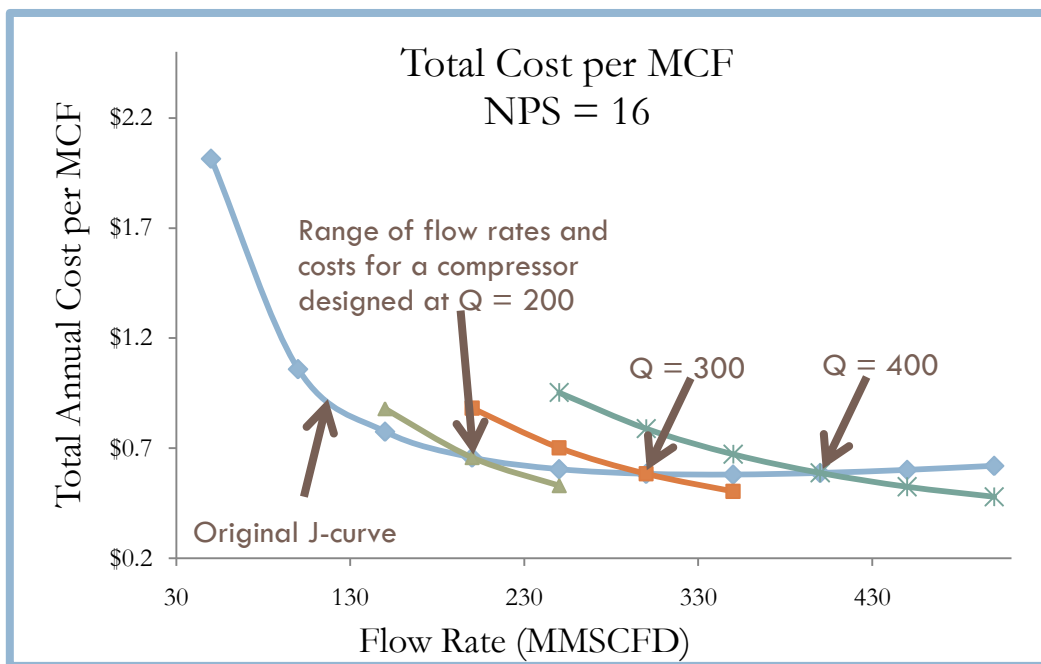 Total Cost per MCF
NPS = 16
Total Annual Cost per MCF
$2.2
$1.7
$1.2
$0.7
$0.2
Range of flow rates and
costs for a compressor
designed at Q = 200
Q = 300
Q = 400
Original J-curve
30
130
230
330
430
Flow Rate (MMSCFD)